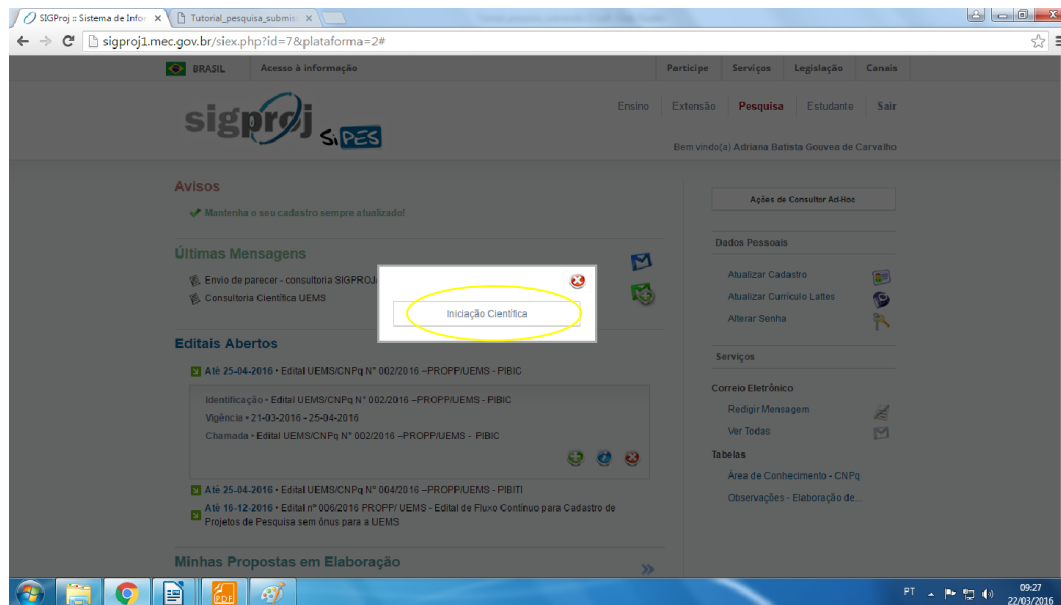 SIGProj :: Sistema de Infor
Tutorial_pesquisa_submis
sigproj1.mec.gov.br/siex.php?id=7&plataforma=2#
BRASIL
Acesso à informação
Participe
Serviços
Legislação
Canais
sigproj SiPES
Ensino
Extensão
Pesquisa
Estudante
Sair
Bem vindo(a) Adriana Batista Gouvea de Carvalho
Avisos
Mantenha o seu cadastro sempre atualizado!
Últimas Mensagens
Envio de parecer - consultoria SIGPROJ
Consultoria Científica UEMS
Iniciação Científica
Editais Abertos
Até 25-04-2016 • Edital UEMS/CNPq N° 002/2016 –PROPP/UEMS - PIBIC
Identificação • Edital UEMS/CNPq N° 002/2016 –PROPP/UEMS - PIBIC
Vigência • 21-03-2016 - 25-04-2016
Chamada • Edital UEMS/CNPq N° 002/2016 –PROPP/UEMS - PIBIC
Até 25-04-2016 • Edital UEMS/CNPq N° 004/2016 –PROPP/UEMS - PIBITI
Até 16-12-2016 • Edital nº 006/2016 PROPP/ UEMS - Edital de Fluxo Contínuo para Cadastro de
Projetos de Pesquisa sem ônus para a UEMS
Minhas Propostas em Elaboração
Ações de Consultor Ad-Hoc
Dados Pessoais
Atualizar Cadastro
Atualizar Currículo Lattes
Alterar Senha
Serviços
Correio Eletrônico
Redigir Mensagem
Ver Todas
Tabelas
Área de Conhecimento - CNPq
Observações - Elaboração de...
PDF
PT
09:27
22/03/2016